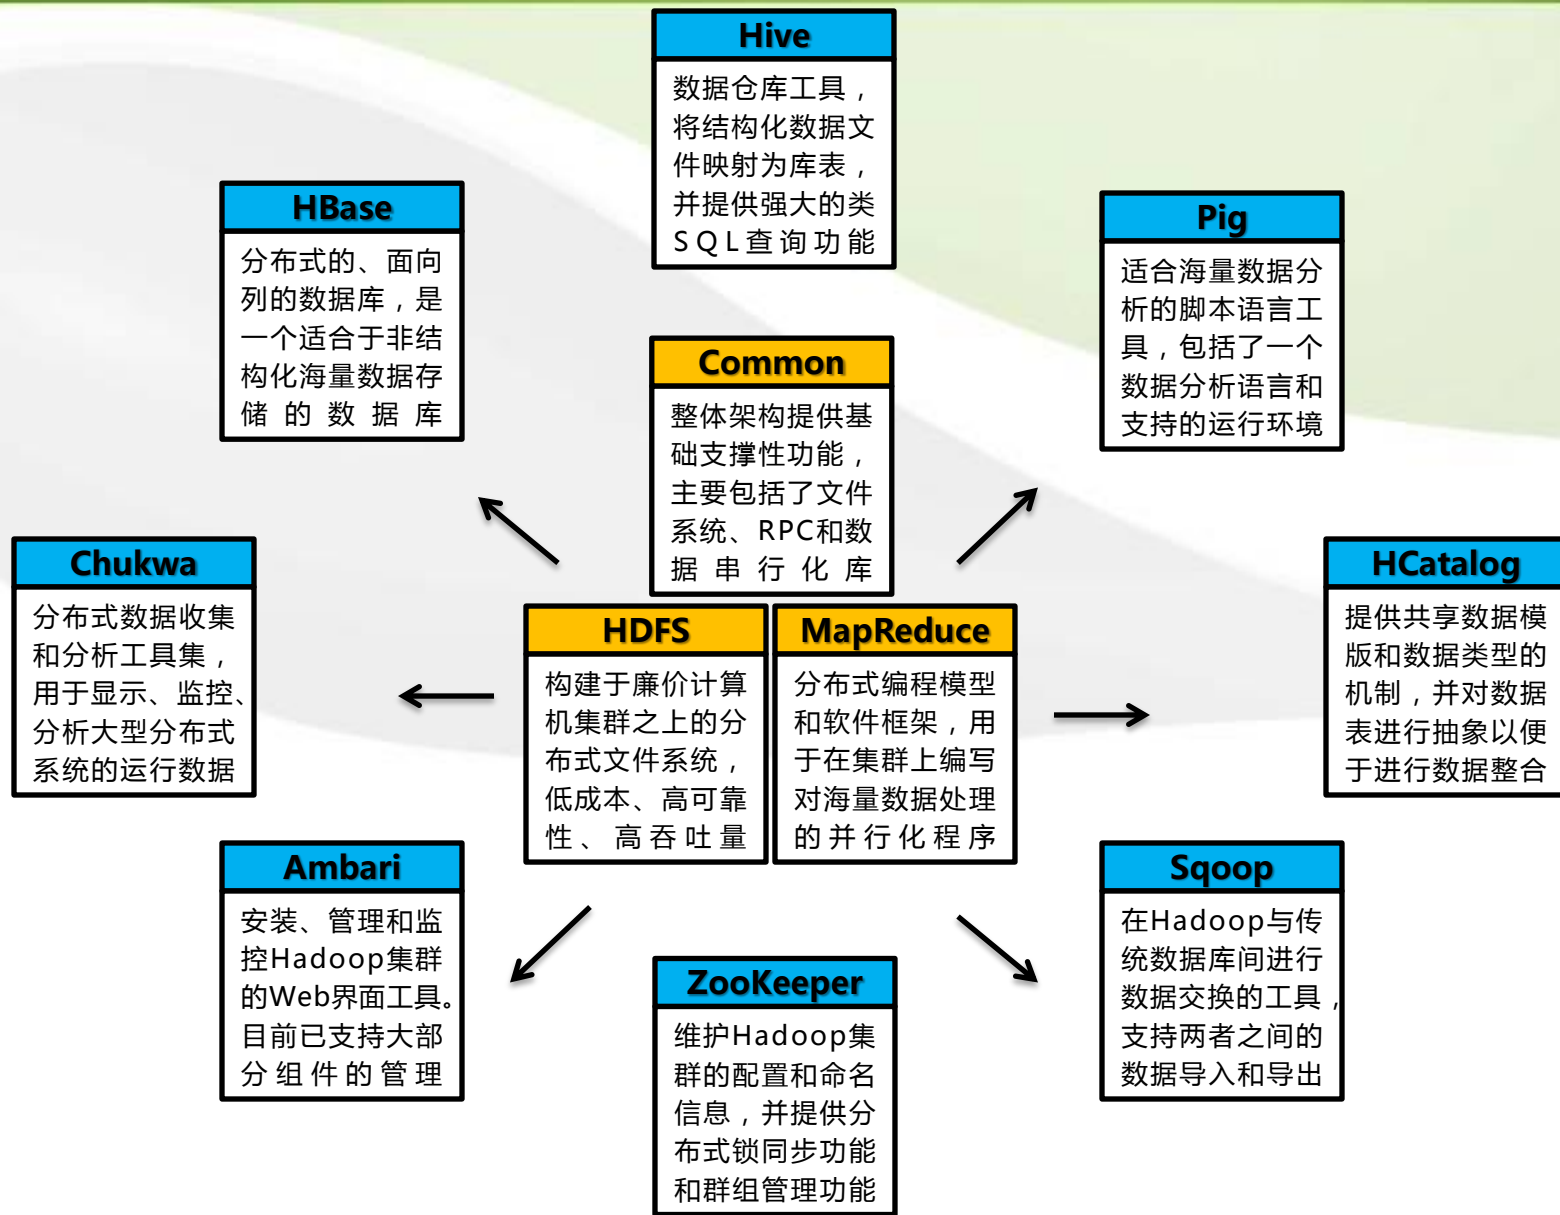 Hive
数据仓库工具，
将结构化数据文
件映射为库表，
并提供强大的类
SQL查询功能
HBase
分布式的、面向
列的数据库，是
一个适合于非结
构化海量数据存
储的数据库
Pig
适合海量数据分
析的脚本语言工
具，包括了一个
数据分析语言和
支持的运行环境
Common
整体架构提供基
础支撑性功能，
主要包括了文件
系统、RPC和数
据串行化库
Chukwa
分布式数据收集
和分析工具集，
用于显示、监控、
分析大型分布式
系统的运行数据
HDFS
构建于廉价计算
机集群之上的分
布式文件系统，
低成本、高可靠
性、高吞吐量
MapReduce
分布式编程模型
和软件框架，用
于在集群上编写
对海量数据处理
的并行化程序
HCatalog
提供共享数据模
版和数据类型的
机制，并对数据
表进行抽象以便
于进行数据整合
Ambari
安装、管理和监
控Hadoop集群
的Web界面工具。
目前已支持大部
分组件的管理
ZooKeeper
维护Hadoop集
群的配置和命名
信息，并提供分
布式锁同步功能
和群组管理功能
Sqoop
在Hadoop与传
统数据库间进行
数据交换的工具，
支持两者之间的
数据导入和导出